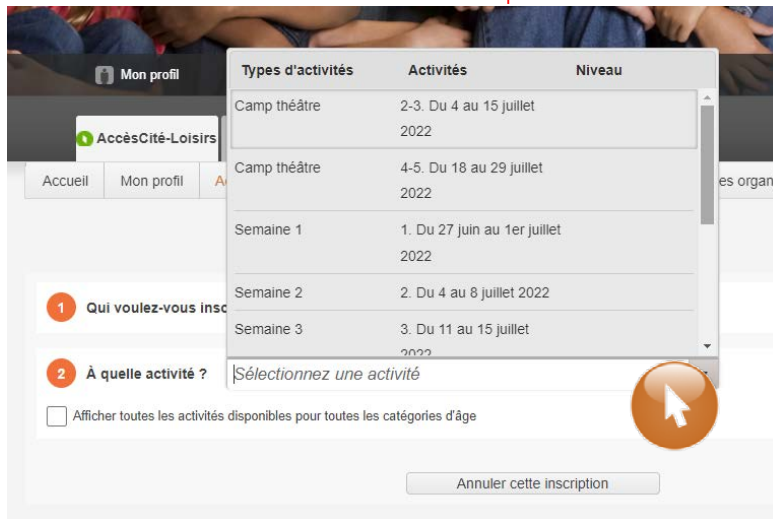 Mon profil
Types d'activités Activités Niveau
Camp théâtre 2-3. Du 4 au 15 juillet
2022
AccèsCité-Loisirs
Camp théâtre 4-5. Du 18 au 29 juillet
2022
Accueil Mon profil
Semaine 1 1. Du 27 juin au 1er juillet
2022
Semaine 2 2. Du 4 au 8 juillet 2022
1 Qui voulez-vous
Semaine 3 3. Du 11 au 15 juillet
2022
2 À quelle activité ? Sélectionnez une activité
Afficher toutes les activités disponibles pour toutes les catégories d'âge
Annuler cette inscription